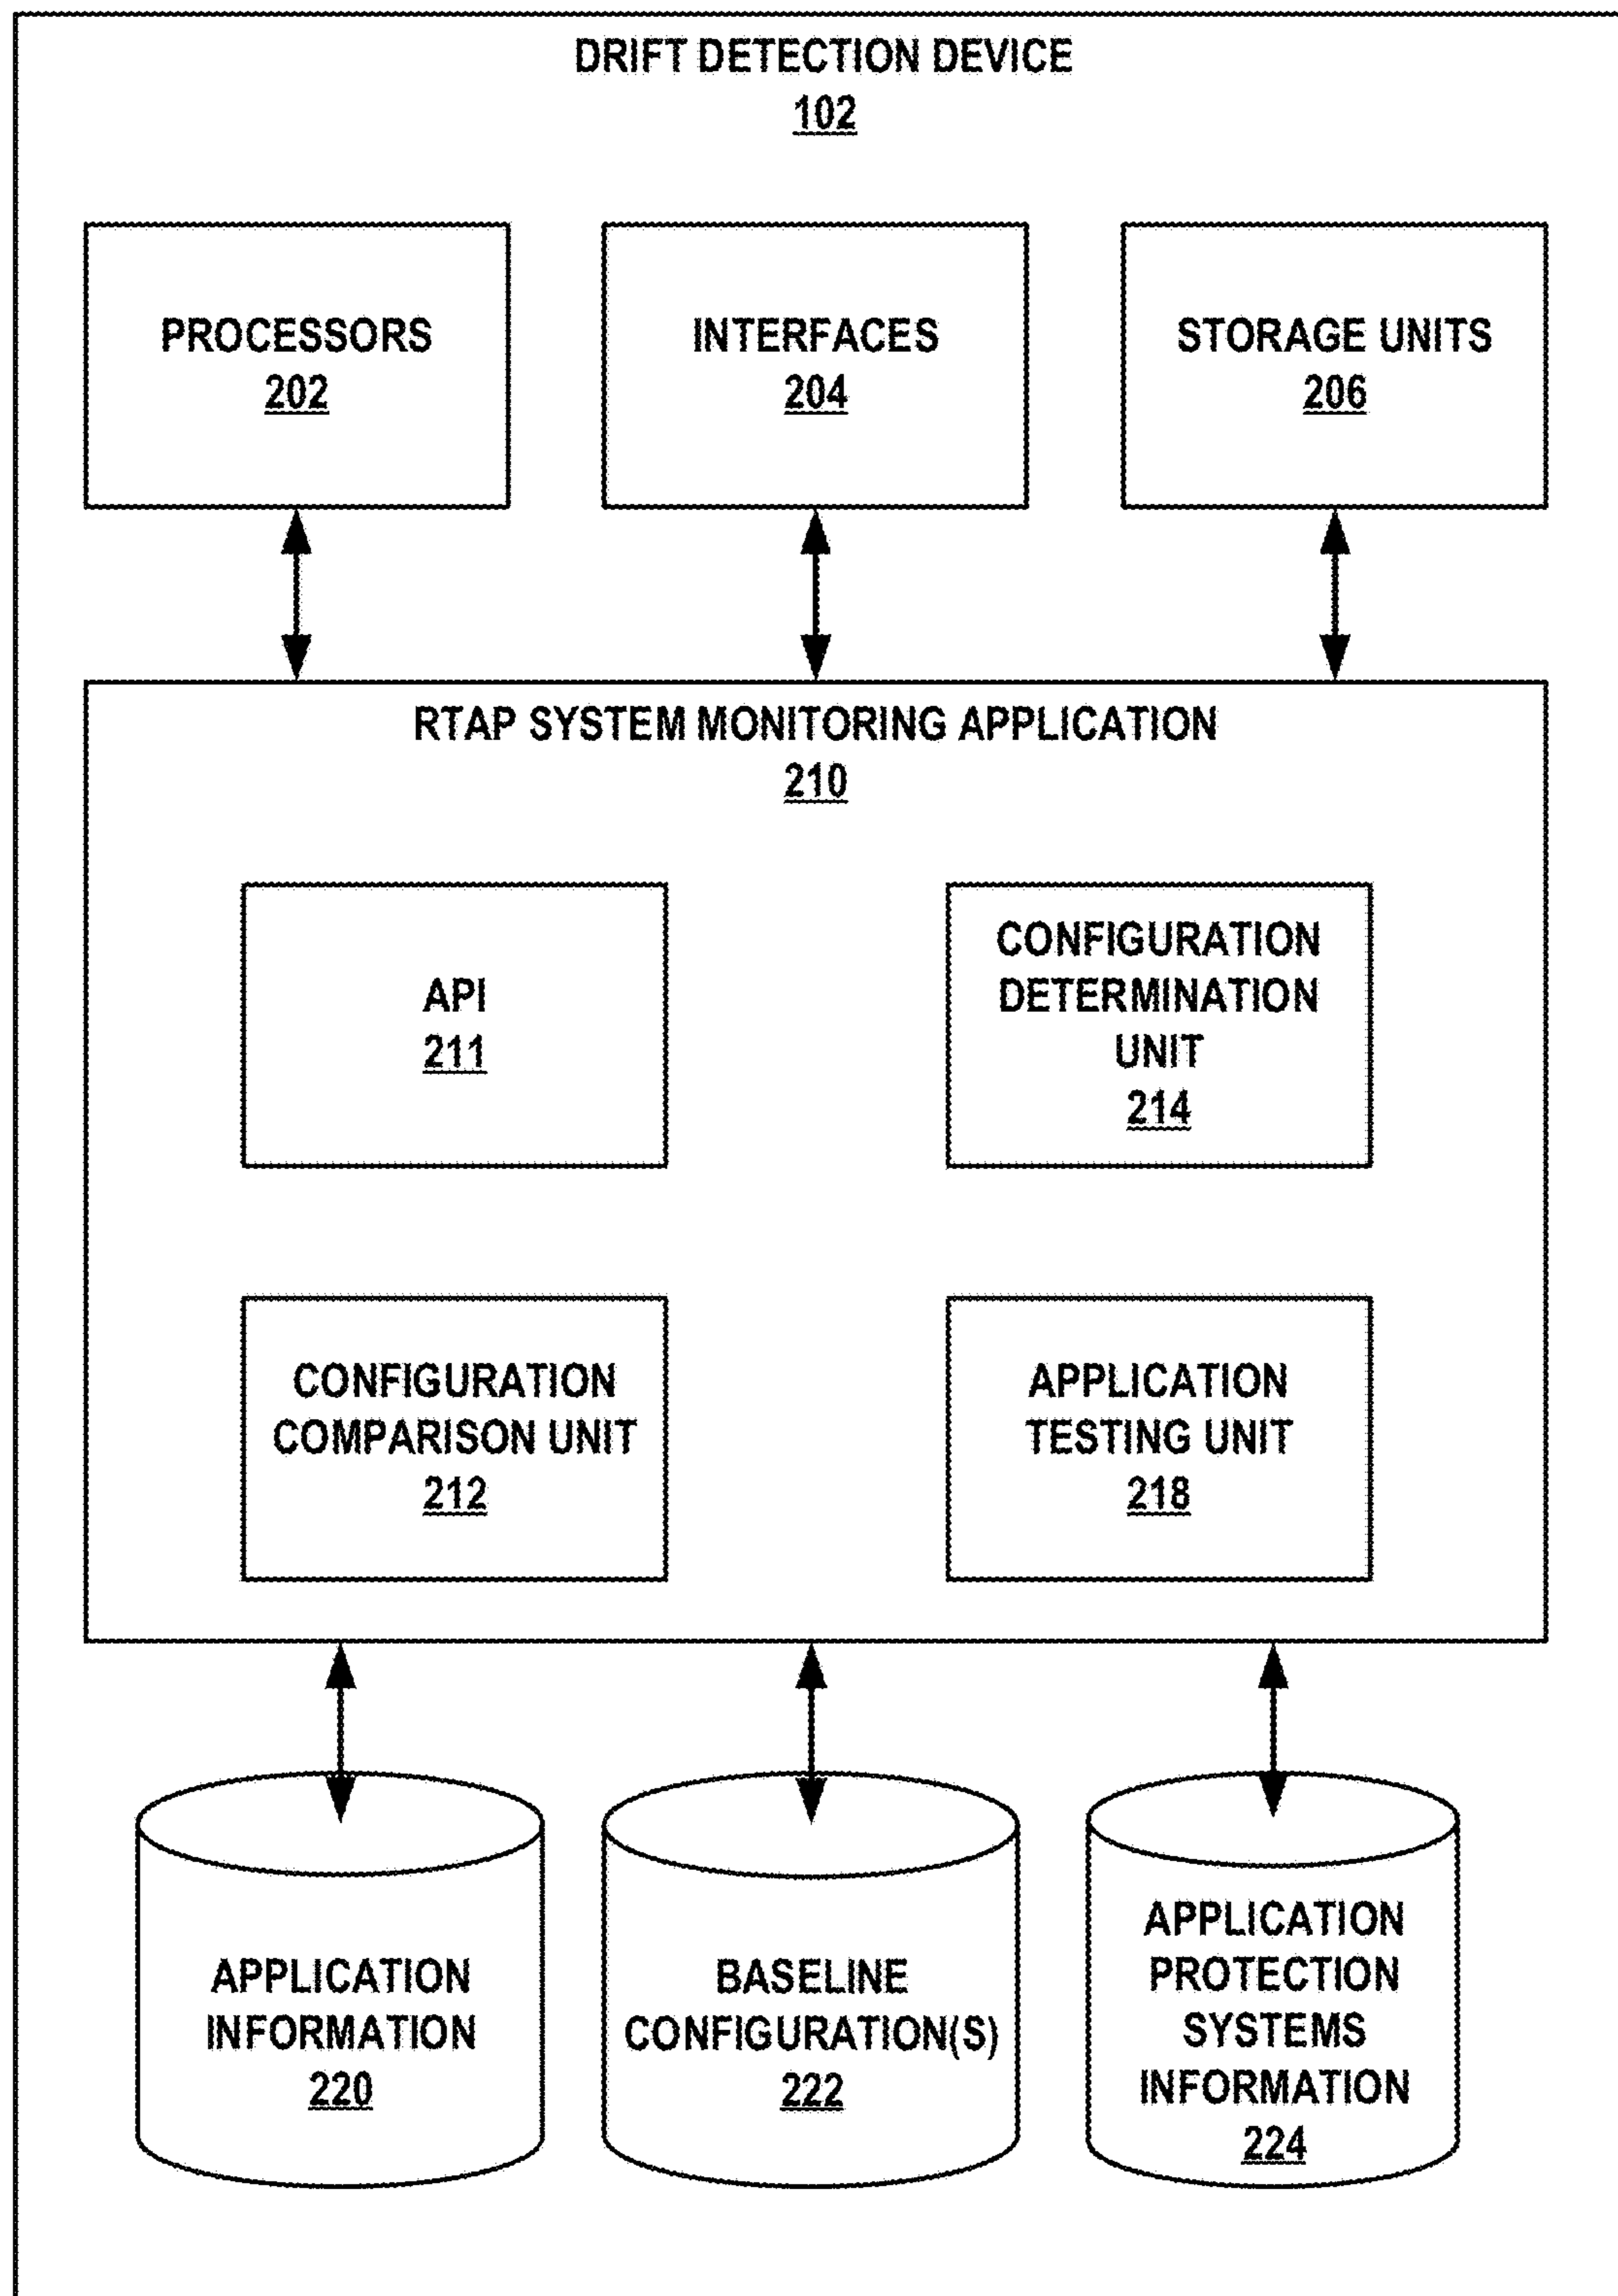 DRIFT DETECTION DEVICE
102
PROCESSORS
202
INTERFACES
204
STORAGE UNITS
206
RTAP SYSTEM MONITORING APPLICATION
210
API
211
CONFIGURATION
DETERMINATION
UNIT
214
CONFIGURATION
COMPARISON UNIT
212
APPLICATION
TESTING UNIT
218
APPLICATION
INFORMATION
220
BASELINE
CONFIGURATION(S)
222
APPLICATION
PROTECTION
SYSTEMS
INFORMATION
224